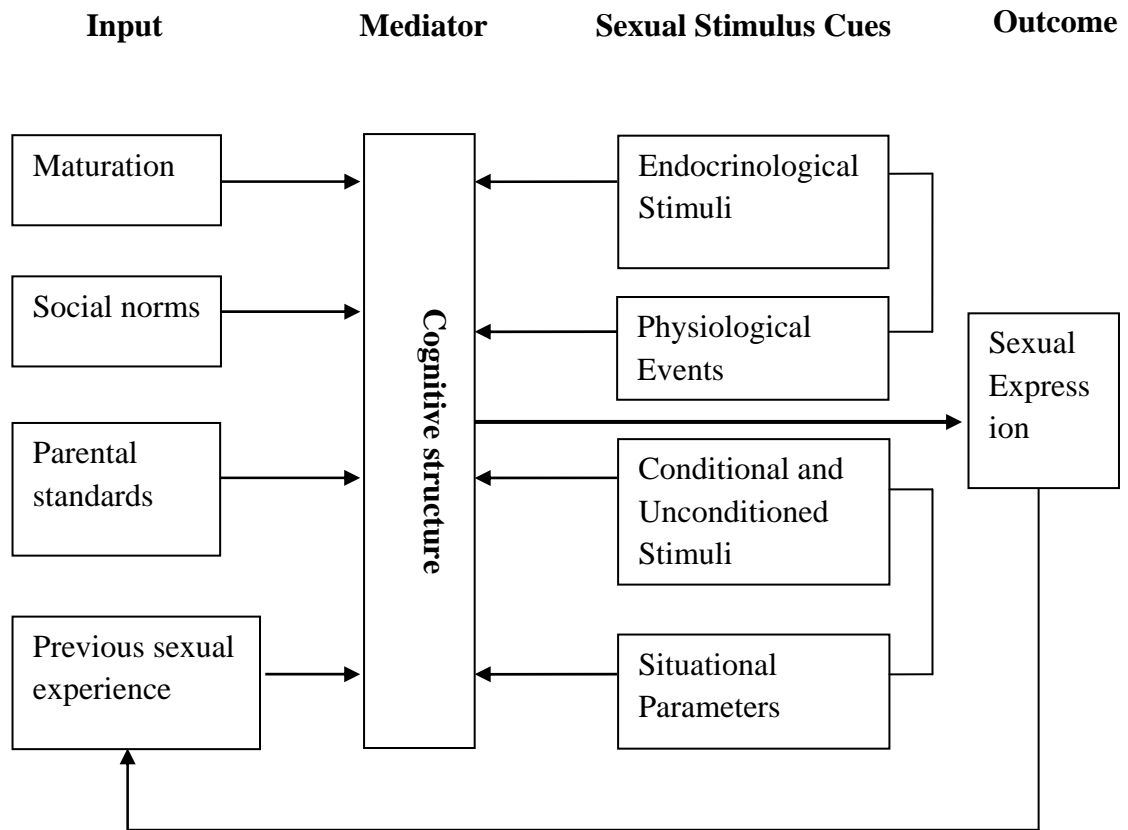 Input
Mediator
Sexual Stimulus Cues
Outcome
Maturation
Social norms
Parental
standards
Previous sexual
experience
Cognitive structure
Endocrinological
Stimuli
Physiological
Events
Conditional and
Unconditioned
Stimuli
Situational
Parameters
Sexual
Express
ion